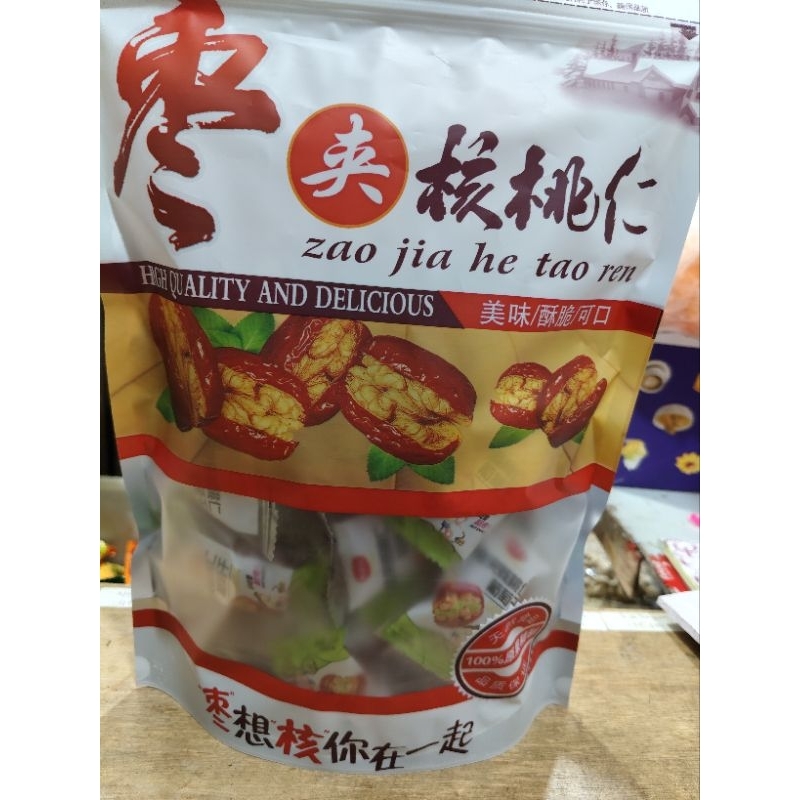 枣夹核桃仁
zao jia he tao ren
HIGH QUALITY AND DELICIOUS
美味/酥脆/可口
100%
"枣"想"核"你在一起